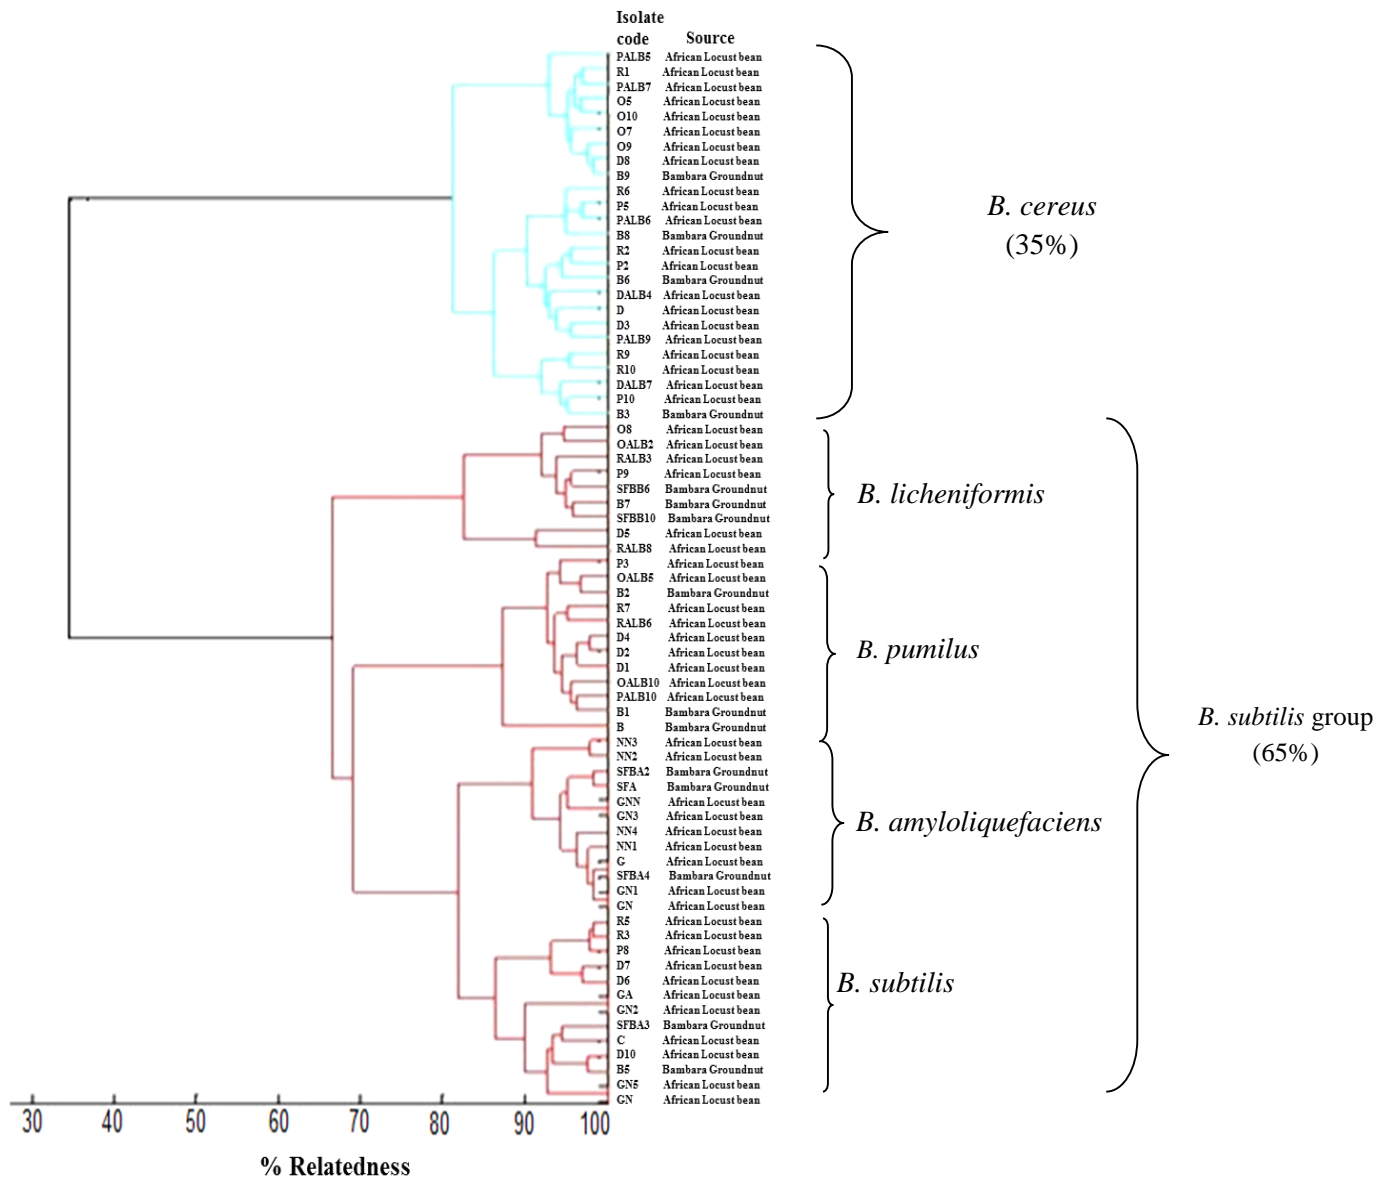 Isolate
code Source
PALB5 African Locust bean
R1 African Locust bean
PALB7 African Locust bean
O5 African Locust bean
O10 African Locust bean
O7 African Locust bean
O9 African Locust bean
D8 African Locust bean
B9 Bambara Groundnut
R6 African Locust bean
P5 African Locust bean
PALB6 African Locust bean
B8 Bambara Groundnut
R2 African Locust bean
P2 African Locust bean
B6 Bambara Groundnut
DALB4 African Locust bean
D African Locust bean
D3 African Locust bean
PALB9 African Locust bean
R9 African Locust bean
R10 African Locust bean
DALB7 African Locust bean
P10 African Locust bean
B3 Bambara Groundnut
B. cereus
(35%)
O8 African Locust bean
OALB2 African Locust bean
RALB3 African Locust bean
P9 African Locust bean
SFBB6 Bambara Groundnut
B7 Bambara Groundnut
SFBB10 Bambara Groundnut
D5 African Locust bean
RALB8 African Locust bean
B. licheniformis
P3 African Locust bean
OALB5 African Locust bean
B2 Bambara Groundnut
R7 African Locust bean
RALB6 African Locust bean
D4 African Locust bean
D2 African Locust bean
D1 African Locust bean
OALB10 African Locust bean
PALB10 African Locust bean
B1 Bambara Groundnut
B Bambara Groundnut
B. pumilus
NN3 African Locust bean
NN2 African Locust bean
SFBA2 Bambara Groundnut
SFA Bambara Groundnut
GNN African Locust bean
GN3 African Locust bean
NN4 African Locust bean
NN1 African Locust bean
G African Locust bean
SFBA4 Bambara Groundnut
GN1 African Locust bean
GN African Locust bean
B. amyloliquefaciens
R5 African Locust bean
R3 African Locust bean
P8 African Locust bean
D7 African Locust bean
D6 African Locust bean
GA African Locust bean
GN2 African Locust bean
SFBA3 Bambara Groundnut
C African Locust bean
D10 African Locust bean
B5 Bambara Groundnut
GN5 African Locust bean
GN African Locust bean
B. subtilis
B. subtilis group
(65%)
30 40 50 60 70 80 90 100
% Relatedness